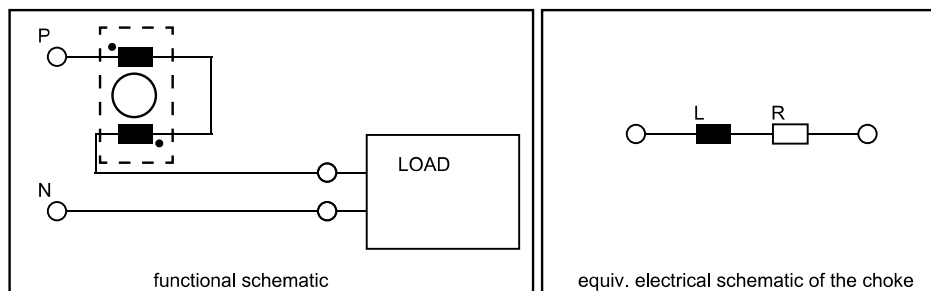 P
N
LOAD
functional schematic
L
R
equiv. electrical schematic of the choke